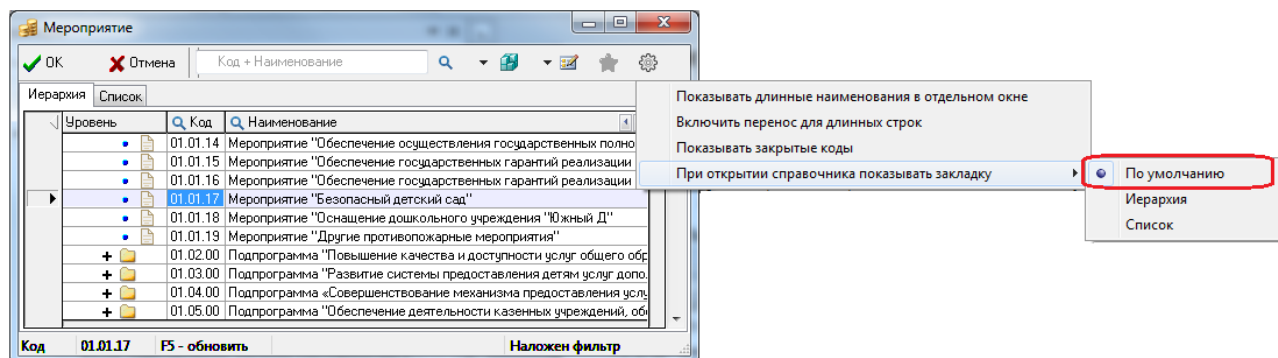 Мероприятие
OK Отмена Код + Наименование
Иерархия Список
Уровень Код Наименование
01.01.14 Мероприятие "Обеспечение осуществления государственных полно
01.01.15 Мероприятие "Обеспечение государственных гарантий реализации
01.01.16 Мероприятие "Обеспечение государственных гарантий реализации
01.01.17 Мероприятие "Безопасный детский сад"
01.01.18 Мероприятие "Оснащение дошкольного учреждения "Южный Д"
01.01.19 Мероприятие "Другие противопожарные мероприятия"
01.02.00 Подпрограмма "Повышение качества и доступности услуг общего обр
01.03.00 Подпрограмма "Развитие системы предоставления детям услуг допо.
01.04.00 Подпрограмма «Совершенствование механизма предоставления услу
01.05.00 Подпрограмма "Обеспечение деятельности казенных учреждений, об
Код 01.01.17 F5 - обновить Наложен фильтр
Показывать длинные наименования в отдельном окне
Включить перенос для длинных строк
Показывать закрытые коды
При открытии справочника показывать закладку
По умолчанию
Иерархия
Список